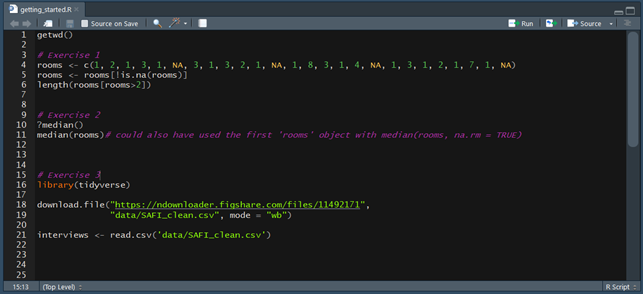 getting_started.R
Source on Save
Run
Source
1 getwd()
2
3 # Exercise 1
4 rooms <- c(1, 2, 1, 3, 1, NA, 3, 1, 3, 2, 1, NA, 1, 8, 3, 1, 4, NA, 1, 3, 1, 2, 1, 7, 1, NA)
5 rooms <- rooms[!is.na(rooms)]
6 length(rooms[rooms>2])
7
8
9 # Exercise 2
10 ?median()
11 median(rooms)# could also have used the first 'rooms' object with median(rooms, na.rm = TRUE)
12
13
14
15 # Exercise 3
16 library(tidyverse)
17
18 download.file("https://ndownloader.figshare.com/files/11492171",
19 "data/SAFI_clean.csv", mode = "wb")
20
21 interviews <- read.csv('data/SAFI_clean.csv')
22
23
24
25
15:13 (Top Level) R Script